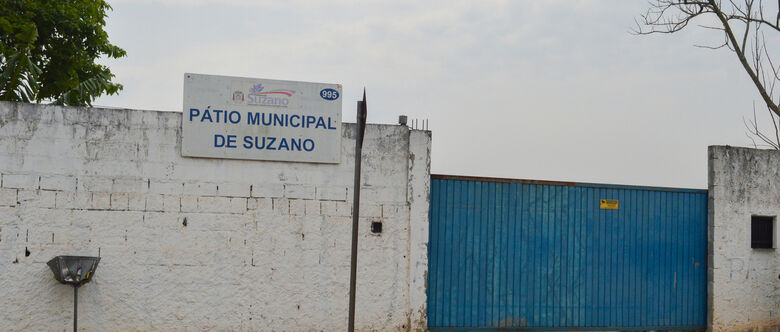 Suzano
995
PÁTIO MUNICIPAL
DE SUZANO